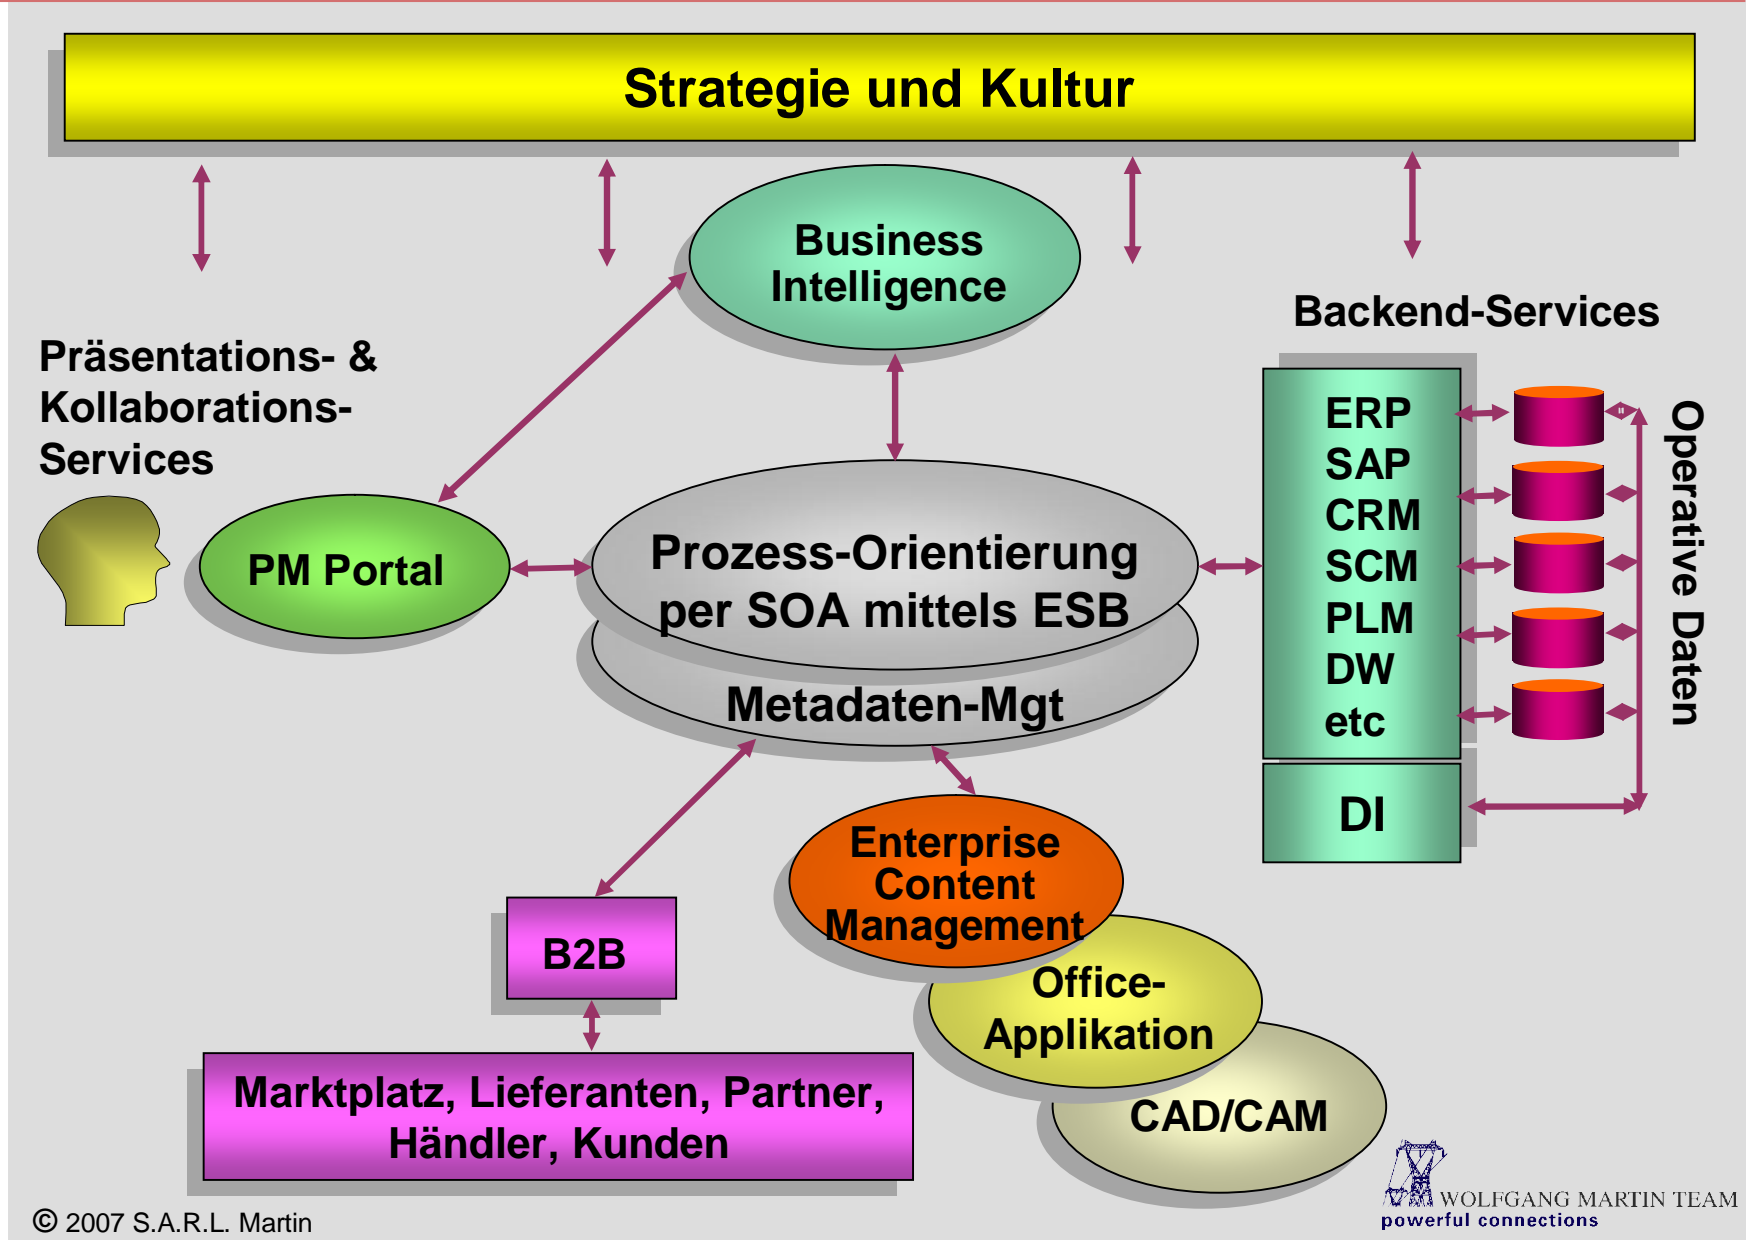 Strategie und Kultur
Business
Intelligence
Backend-Services
Präsentations- &
Kollaborations-
Services
ERP
SAP
CRM
SCM
PLM
DW
etc
DI
Operative Daten
PM Portal
Prozess-Orientierung
per SOA mittels ESB
Metadaten-Mgt
Enterprise
Content
Management
B2B
Office-
Applikation
Marktplatz, Lieferanten, Partner,
Händler, Kunden
CAD/CAM
WOLFGANG MARTIN TEAM
powerful connections
© 2007 S.A.R.L. Martin